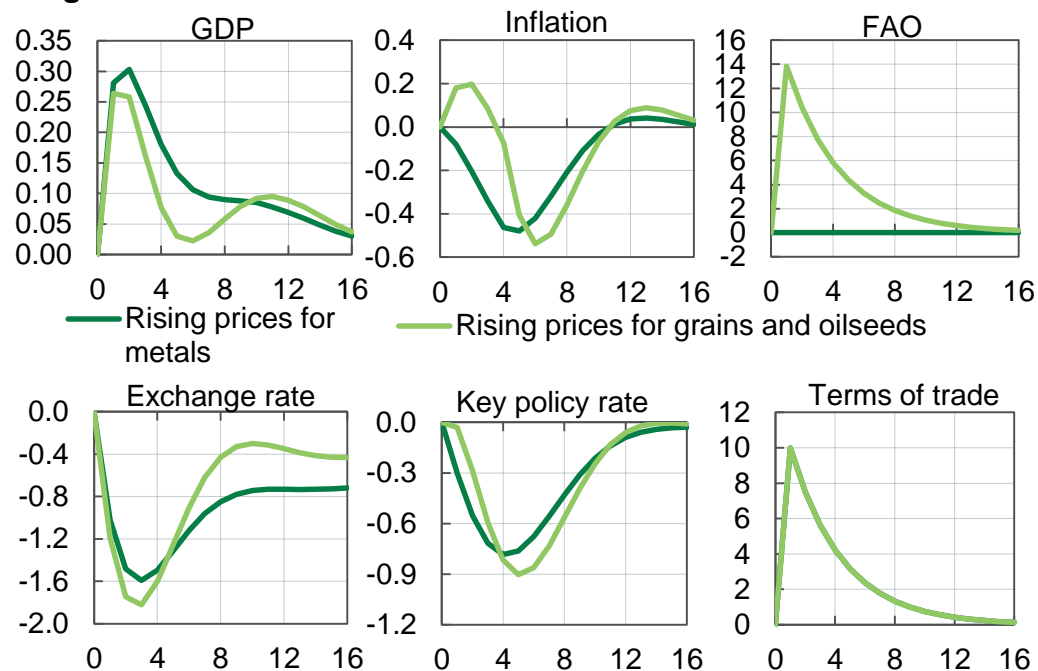 GDP
0.35
0.30
0.25
0.20
0.15
0.10
0.05
0.00
0 4 8 12 16
Inflation
0.4
0.2
0.0
-0.2
-0.4
-0.6
0 4 8 12 16
FAO
16
14
12
10
8
6
4
2
0
-2
0 4 8 12 16
Rising prices for
metals
Rising prices for grains and oilseeds
Exchange rate
0.0
-0.4
-0.8
-1.2
-1.6
-2.0
0 4 8 12 16
Key policy rate
0.0
-0.3
-0.6
-0.9
-1.2
0 4 8 12 16
Terms of trade
12
10
8
6
4
2
0
0 4 8 12 16